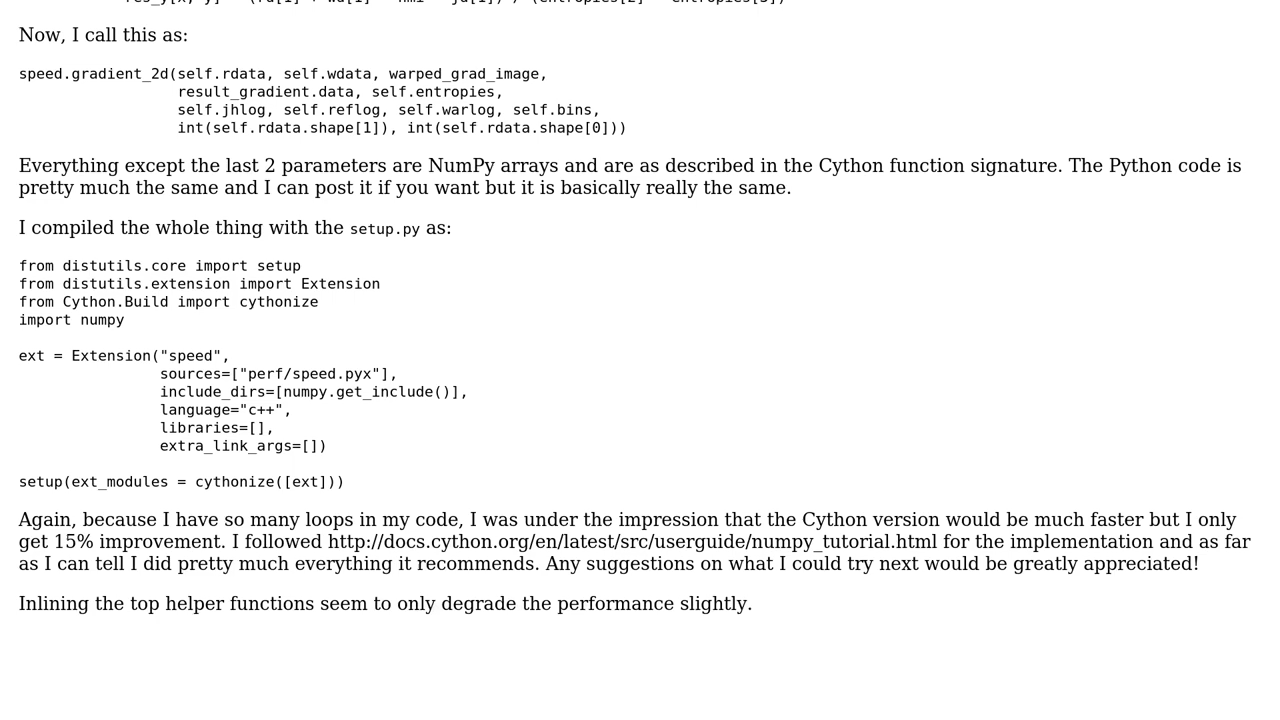 Now, I call this as:
speed.gradient_2d(self.rdata, self.wdata, warped_grad_image,
                  result_gradient.data, self.entropies,
                  self.jhlog, self.reflog, self.warlog, self.bins,
                  int(self.rdata.shape[1]), int(self.rdata.shape[0]))
Everything except the last 2 parameters are NumPy arrays and are as described in the Cython function signature. The Python code is
pretty much the same and I can post it if you want but it is basically really the same.
I compiled the whole thing with the setup.py as:
from distutils.core import setup
from distutils.extension import Extension
from Cython.Build import cythonize
import numpy
ext = Extension("speed",
                sources=["perf/speed.pyx"],
                include_dirs=[numpy.get_include()],
                language="c++",
                libraries=[],
                extra_link_args=[])
setup(ext_modules = cythonize([ext]))
Again, because I have so many loops in my code, I was under the impression that the Cython version would be much faster but I only
get 15% improvement. I followed http://docs.cython.org/en/latest/src/userguide/numpy_tutorial.html for the implementation and as far
as I can tell I did pretty much everything it recommends. Any suggestions on what I could try next would be greatly appreciated!
Inlining the top helper functions seem to only degrade the performance slightly.